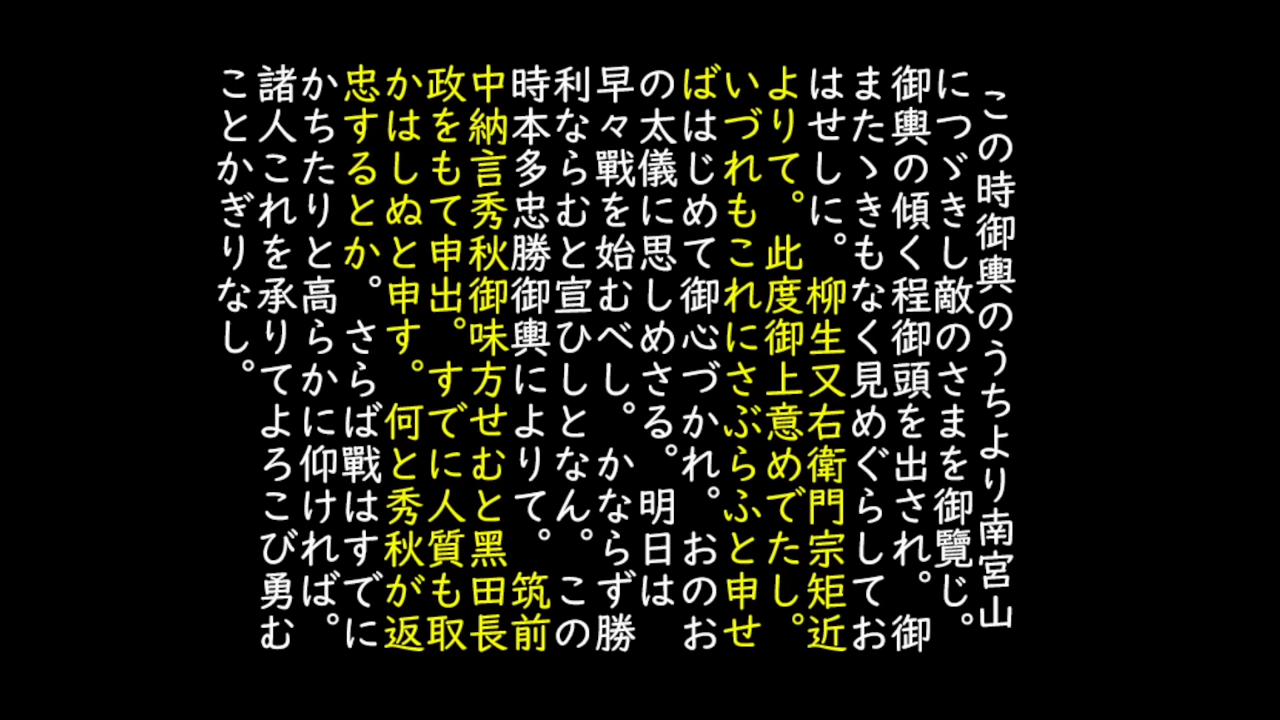 この時御輿のうちより南宮山
につゞきし敵のさまを御覽じ。
御輿の傾く程御頭を出され。御
またゝきもなく見めぐらしてお
はせしに。柳生又右衛門宗矩近
よりて。此度御上意めでたし。
いづれもこれにさぶらふと申せ
ばはじめて御心づかれ。おのお
の太儀に思しめさる。明日は
早々戰を始むべし。かならず勝
利ならむと宣ひしとなん。この
時本多忠勝御輿によりて。筑前
中納言秀秋御味方せむと黑田長
政をもて申出。すでに人質も取
かはしぬと申す。何と秀秋が返
忠するとか。さらば戰はすでに
かちたりと高らかに仰ければ。
諸人これを承りてよろこび勇む
ことかぎりなし。